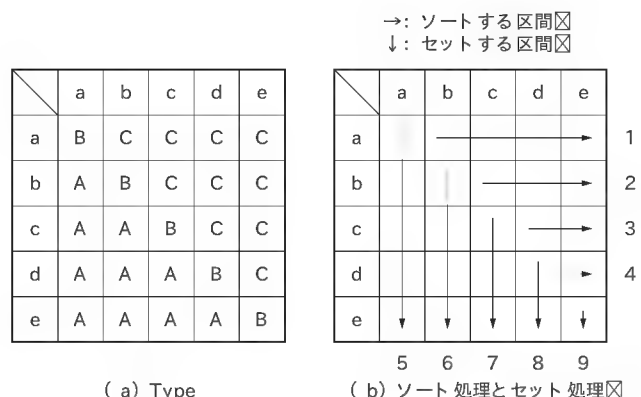 →: ソートする区間
↓: セットする区間
a b c d e
a B C C C C
b A B C C C
c A A B C C
d A A A B C
e A A A A B
(a) Type
a b c d e
a 1
b 2
c 3
d 4
e
5 6 7 8 9
(b) ソート処理とセット処理